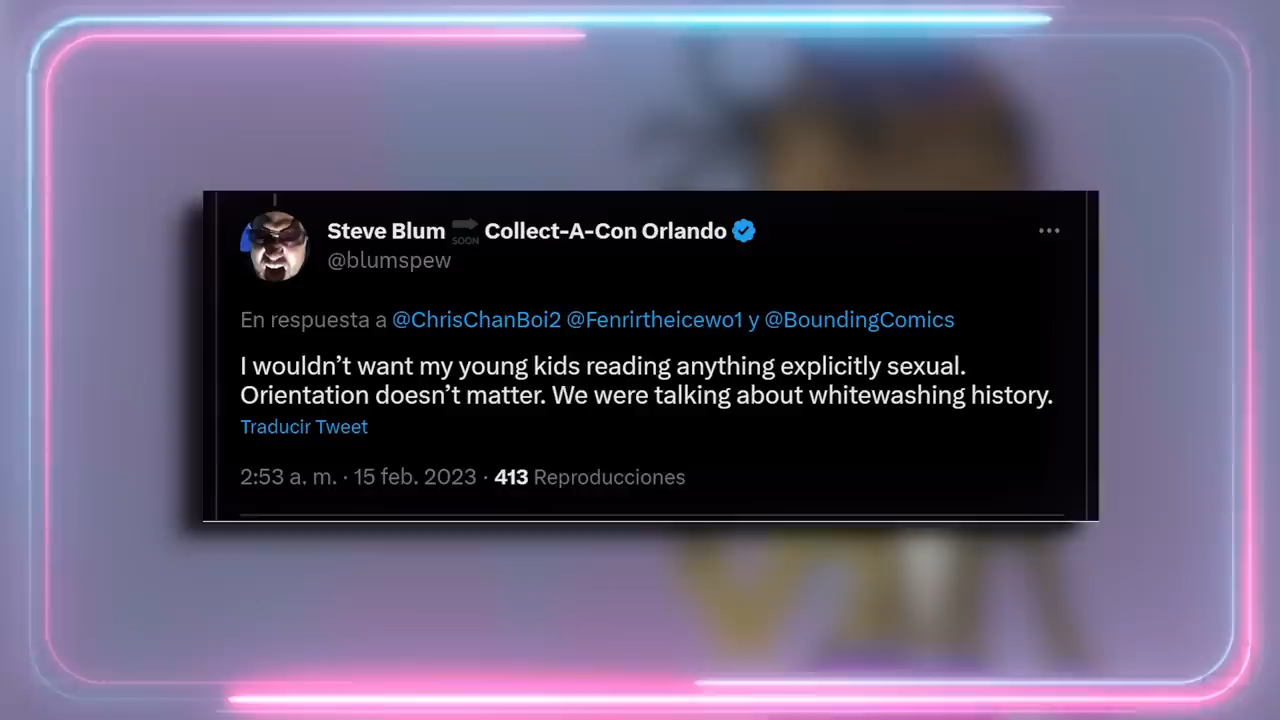 Steve Blum 🔜 Collect-A-Con Orlando
@blumspew
En respuesta a @ChrisChanBoi2 @Fenrirtheicewo1 y @BoundingComics
I wouldn’t want my young kids reading anything explicitly sexual.
Orientation doesn’t matter. We were talking about whitewashing history.
Traducir Tweet
2:53 a. m. · 15 feb. 2023 · 413 Reproducciones